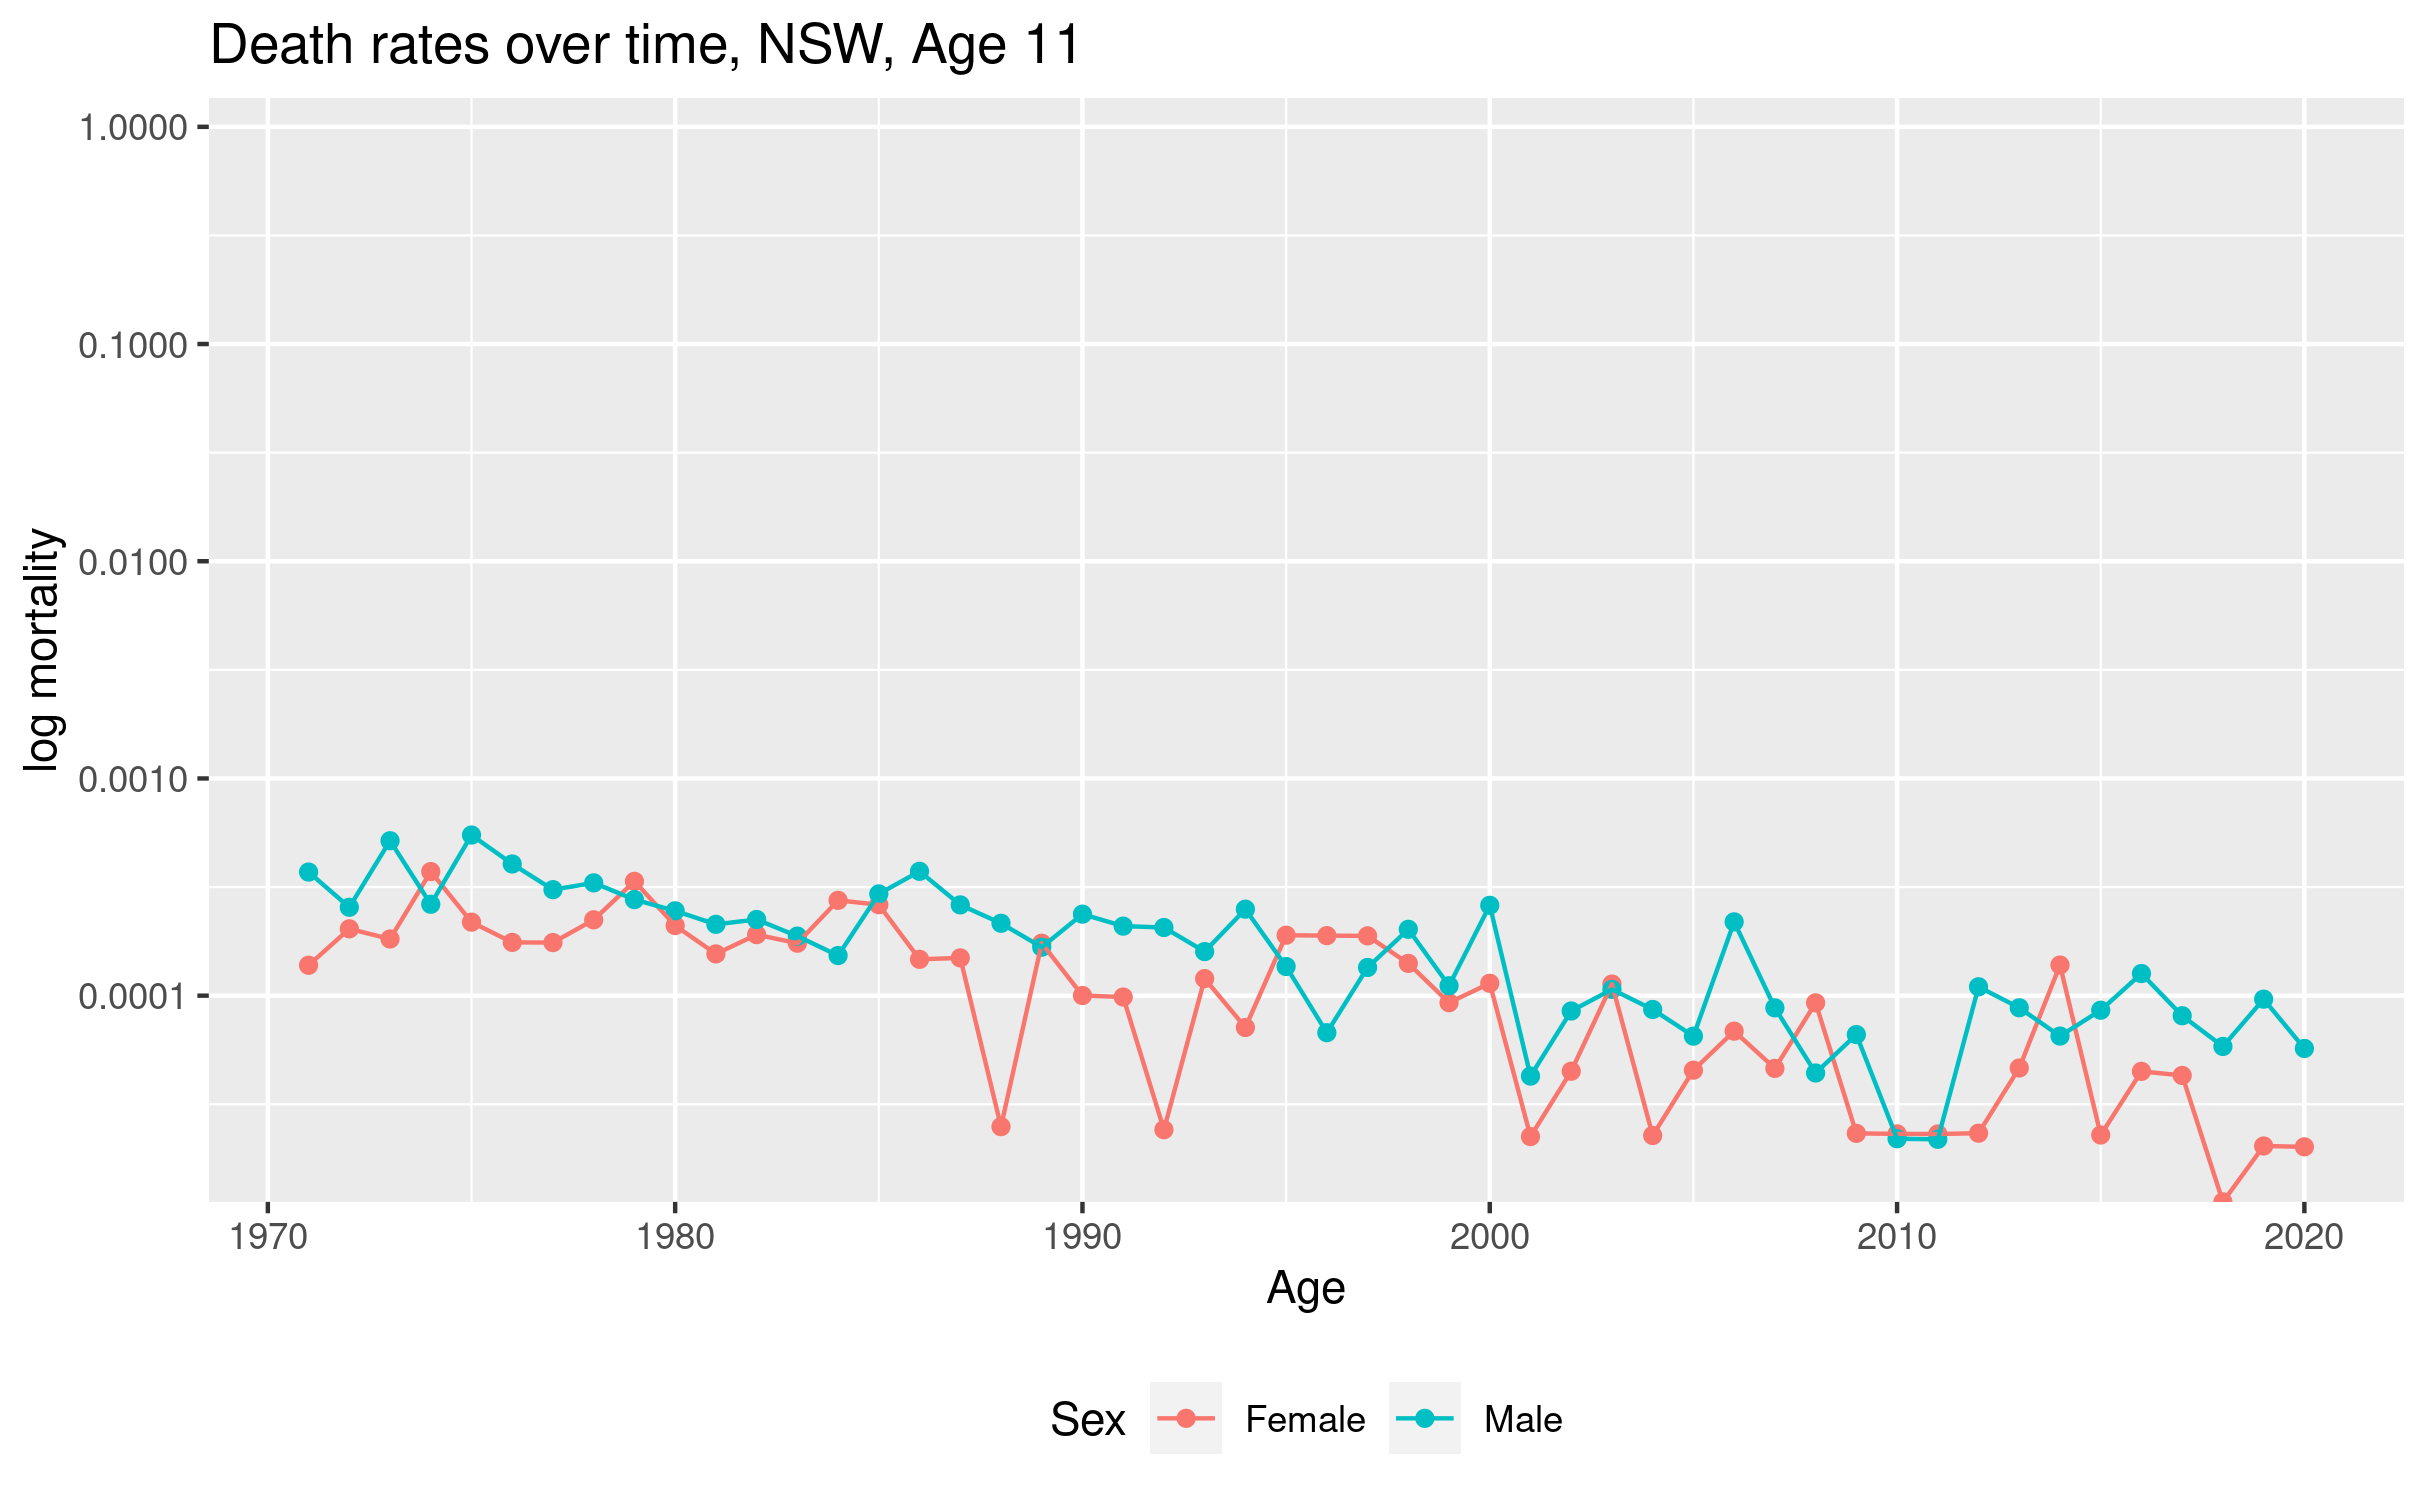 Death rates over time, NSW, Age 11
1.0000
0.1000
0.0100
0.0010
0.0001
log mortality
1970 1980 1990 2000 2010 2020
Age
Sex Female Male